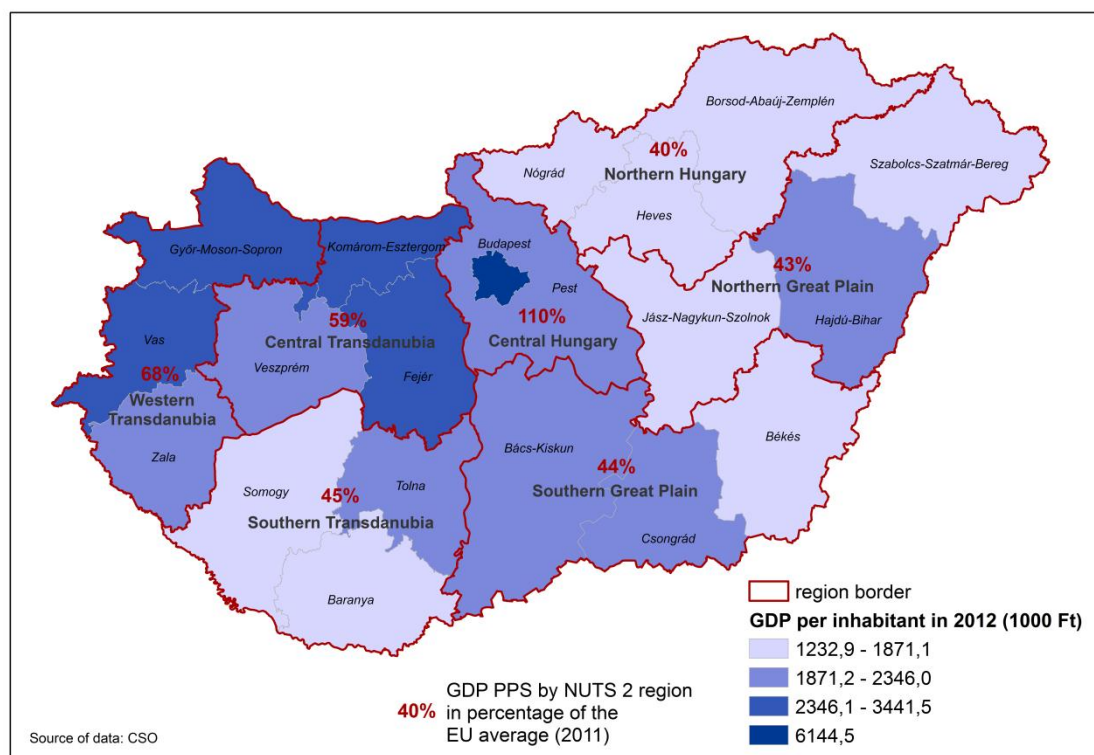 Borsod-Abaúj-Zemplén
Szabolcs-Szatmár-Bereg
Nógrád
40%
Northern Hungary
Heves
Győr-Moson-Sopron
Komárom-Esztergom
Budapest
Pest
43%
Northern Great Plain
Jász-Nagykun-Szolnok
Hajdú-Bihar
110%
Central Hungary
59%
Central Transdanubia
Vas
Veszprém
Fejér
68%
Western
Transdanubia
Zala
Bács-Kiskun
Békés
44%
Southern Great Plain
Csongrád
Somogy
45%
Tolna
Southern Transdanubia
Baranya
region border
GDP per inhabitant in 2012 (1000 Ft)
1232,9 - 1871,1
1871,2 - 2346,0
2346,1 - 3441,5
6144,5
40%
GDP PPS by NUTS 2 region
in percentage of the
EU average (2011)
Source of data: CSO